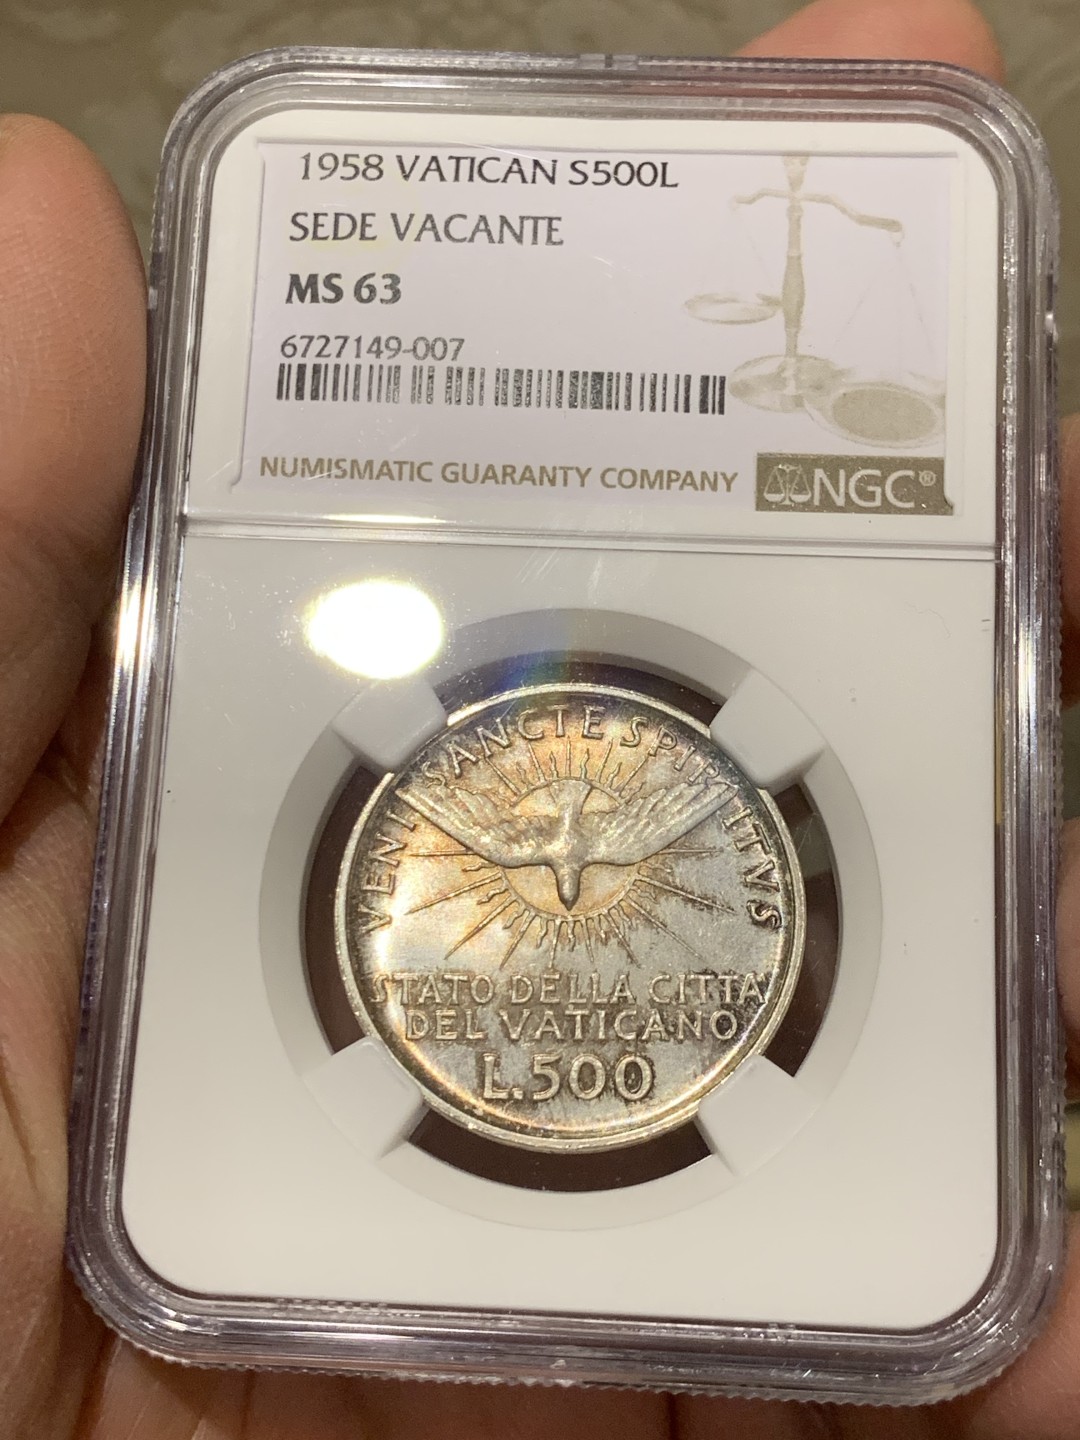 1958 VATICAN S500L
SEDE VACANTE
MS 63
6727149-007
NUMISMATIC GUARANTY COMPANY
NGC®
VENI SANCTE SPIRITVS
STATO DELLA CITTA
DEL VATICANO
L.500